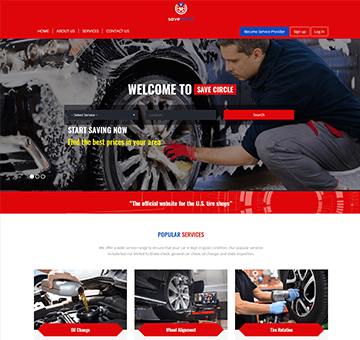 save
HOME | ABOUT US | SERVICES | CONTACT US
Become Service Provider
Sign up
Log in
WELCOME TO SAVE CIRCLE
- Select Service -
Location
Search
START SAVING NOW
Find the best prices in your area
"The official website for the U.S. tire shops"
POPULAR SERVICES
We offer a wide service range to ensure that your car is kept in good condition. Our popular services
include but not limited to Brake check, general car check, oil change, and state inspection.
Oil Change
Wheel Alignment
Tire Rotation